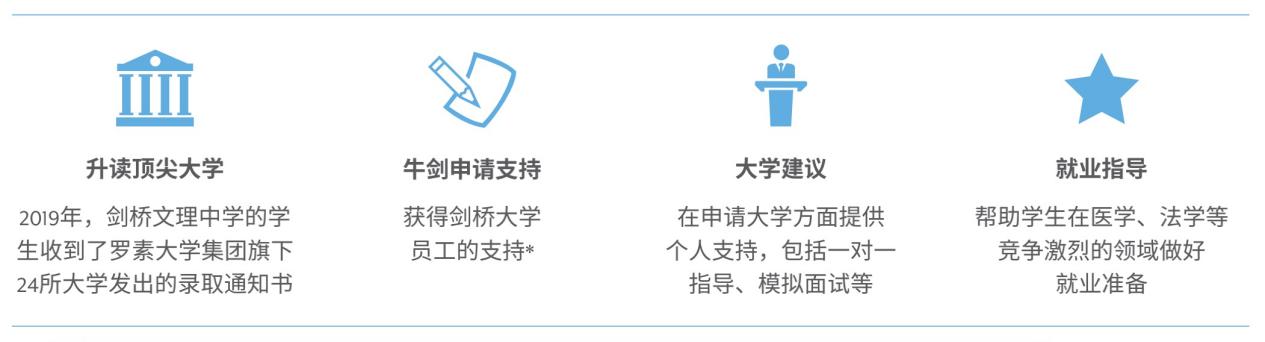 升读顶尖大学
2019年，剑桥文理中学的学
生收到了罗素大学集团旗下
24所大学发出的录取通知书
牛剑申请支持
获得剑桥大学
员工的支持*
大学建议
在申请大学方面提供
个人支持，包括一对一
指导、模拟面试等
就业指导
帮助学生在医学、法学等
竞争激烈的领域做好
就业准备